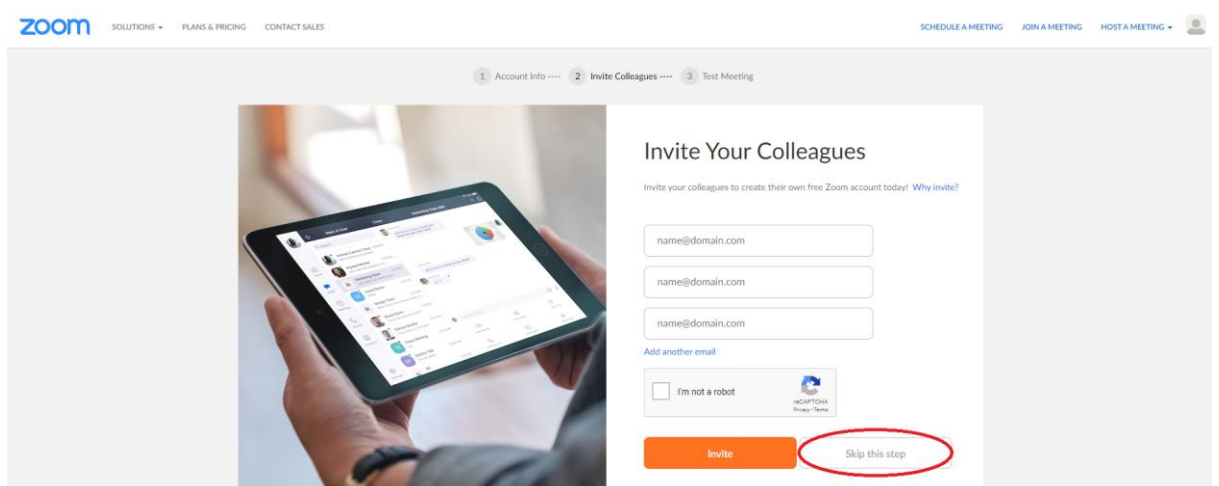 zoom SOLUTIONS PLANS & PRICING CONTACT SALES SCHEDULE A MEETING JOIN A MEETING HOST A MEETING
1 Account Info ---- 2 Invite Colleagues ---- 3 Test Meeting
Invite Your Colleagues
Invite your colleagues to create their own free Zoom account today! Why invite?
name@domain.com
name@domain.com
name@domain.com
Add another email
I'm not a robot
reCAPTCHA
Privacy - Terms
Invite Skip this step